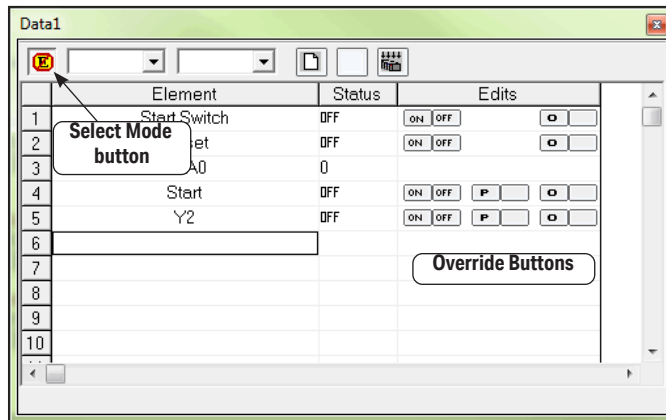 Data1
E
Element Status Edits
1 Start Switch OFF ON OFF O
2 set OFF ON OFF O
3 A0 0
4 Start OFF ON OFF P O
5 Y2 OFF ON OFF P O
6
7
8
9
10
Select Mode
button
Override Buttons